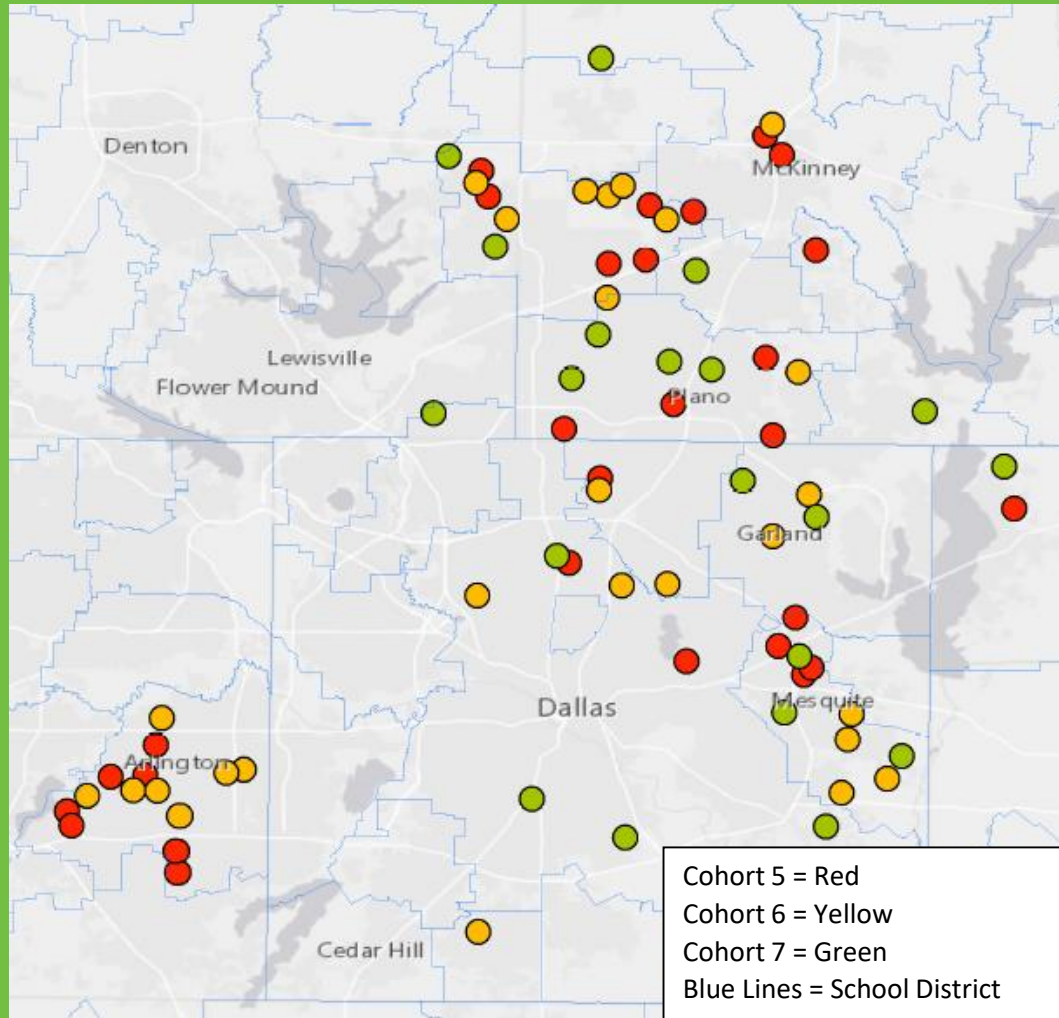 Denton
McKinney
Lewisville
Flower Mound
Plano
Garland
Dallas
Mesquite
Arlington
Cedar Hill
Cohort 5 = Red
Cohort 6 = Yellow
Cohort 7 = Green
Blue Lines = School District